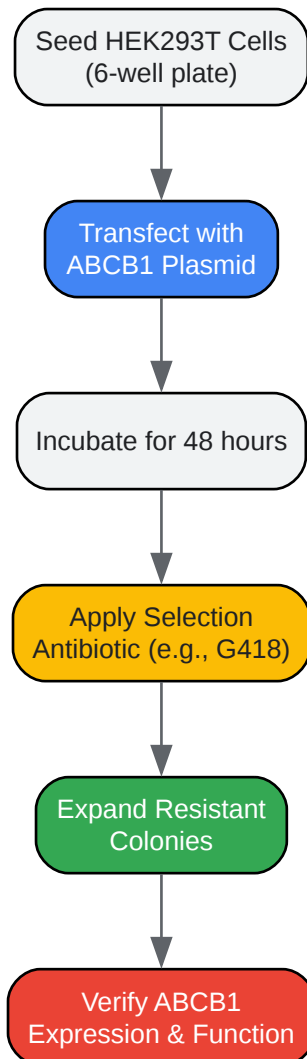 Seed HEK293T Cells
(6-well plate)
Transfect with
ABCB1 Plasmid
Incubate for 48 hours
Apply Selection
Antibiotic (e.g., G418)
Expand Resistant
Colonies
Verify ABCB1
Expression & Function